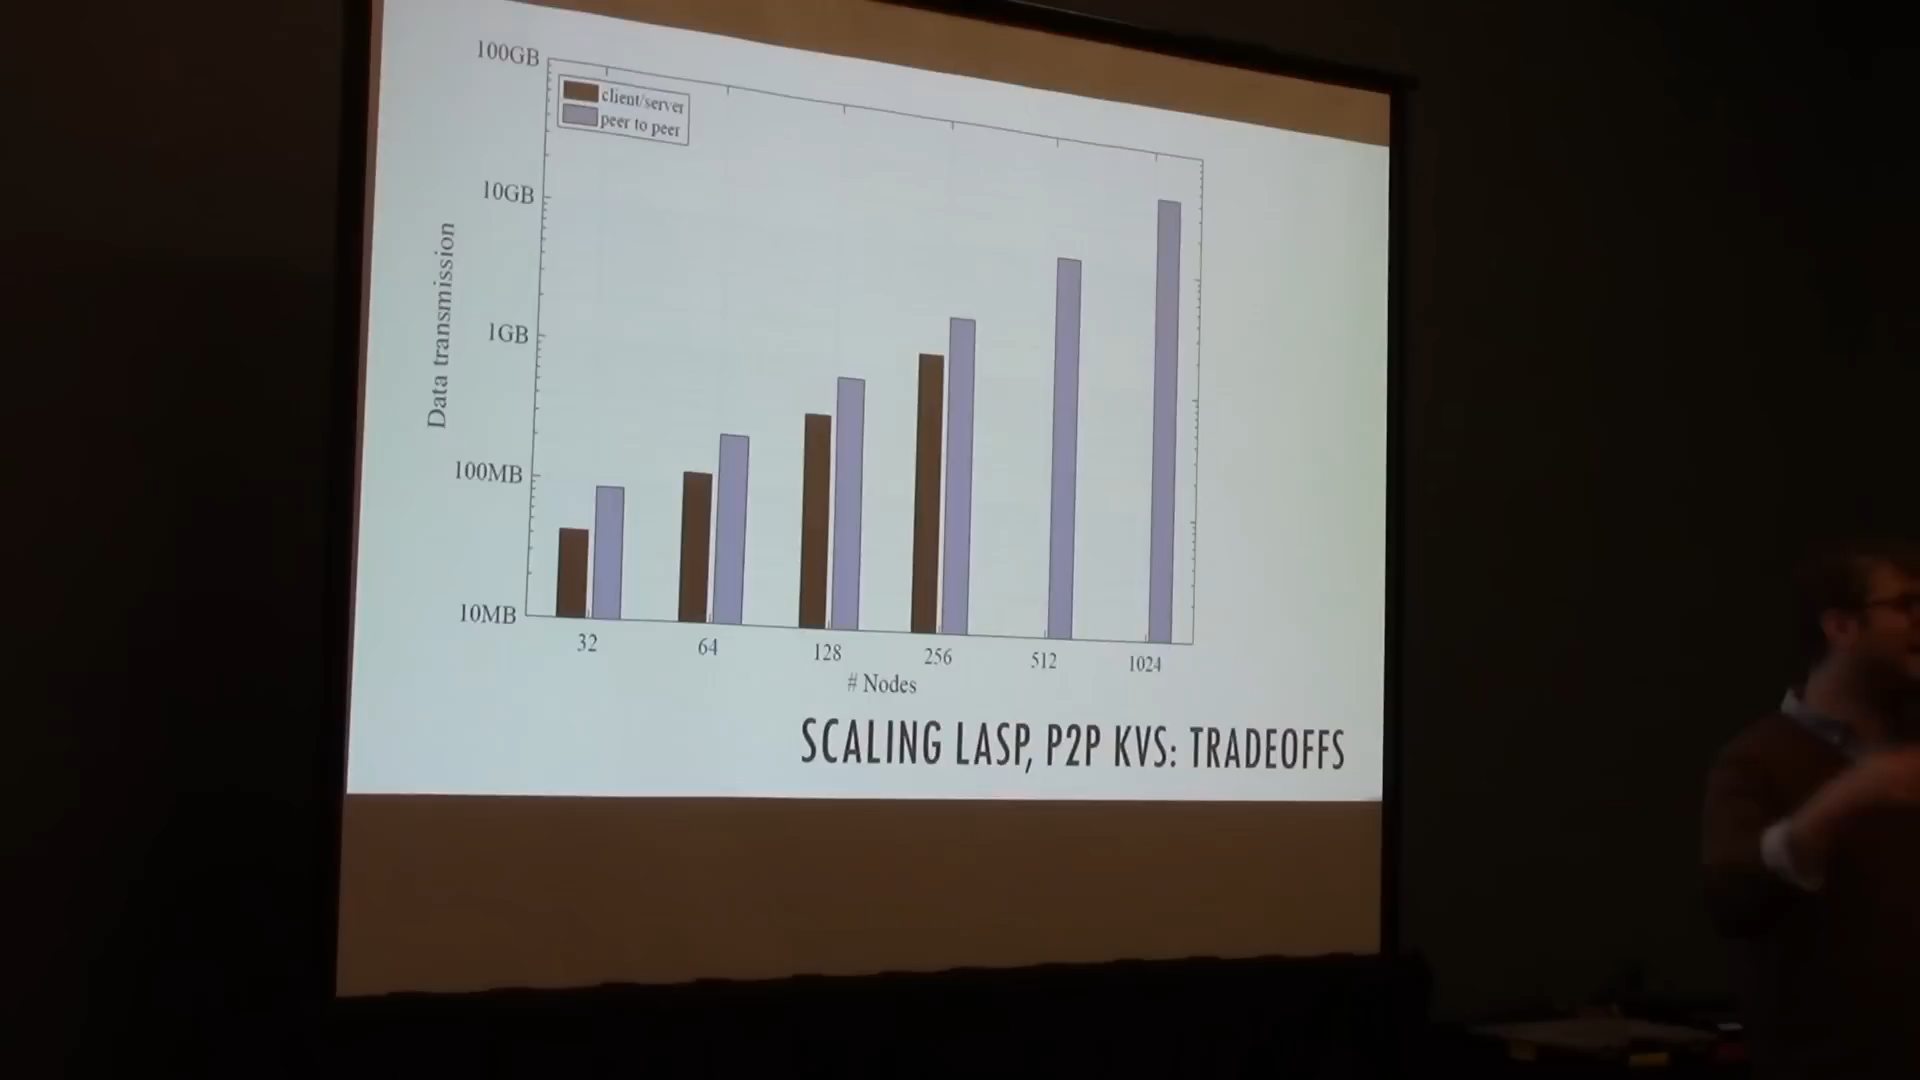 100GB
client/server
peer to peer
10GB
1GB
100MB
10MB
Data transmission
32 64 128 256 512 1024
# Nodes
SCALING LASP, P2P KVS: TRADEOFFS